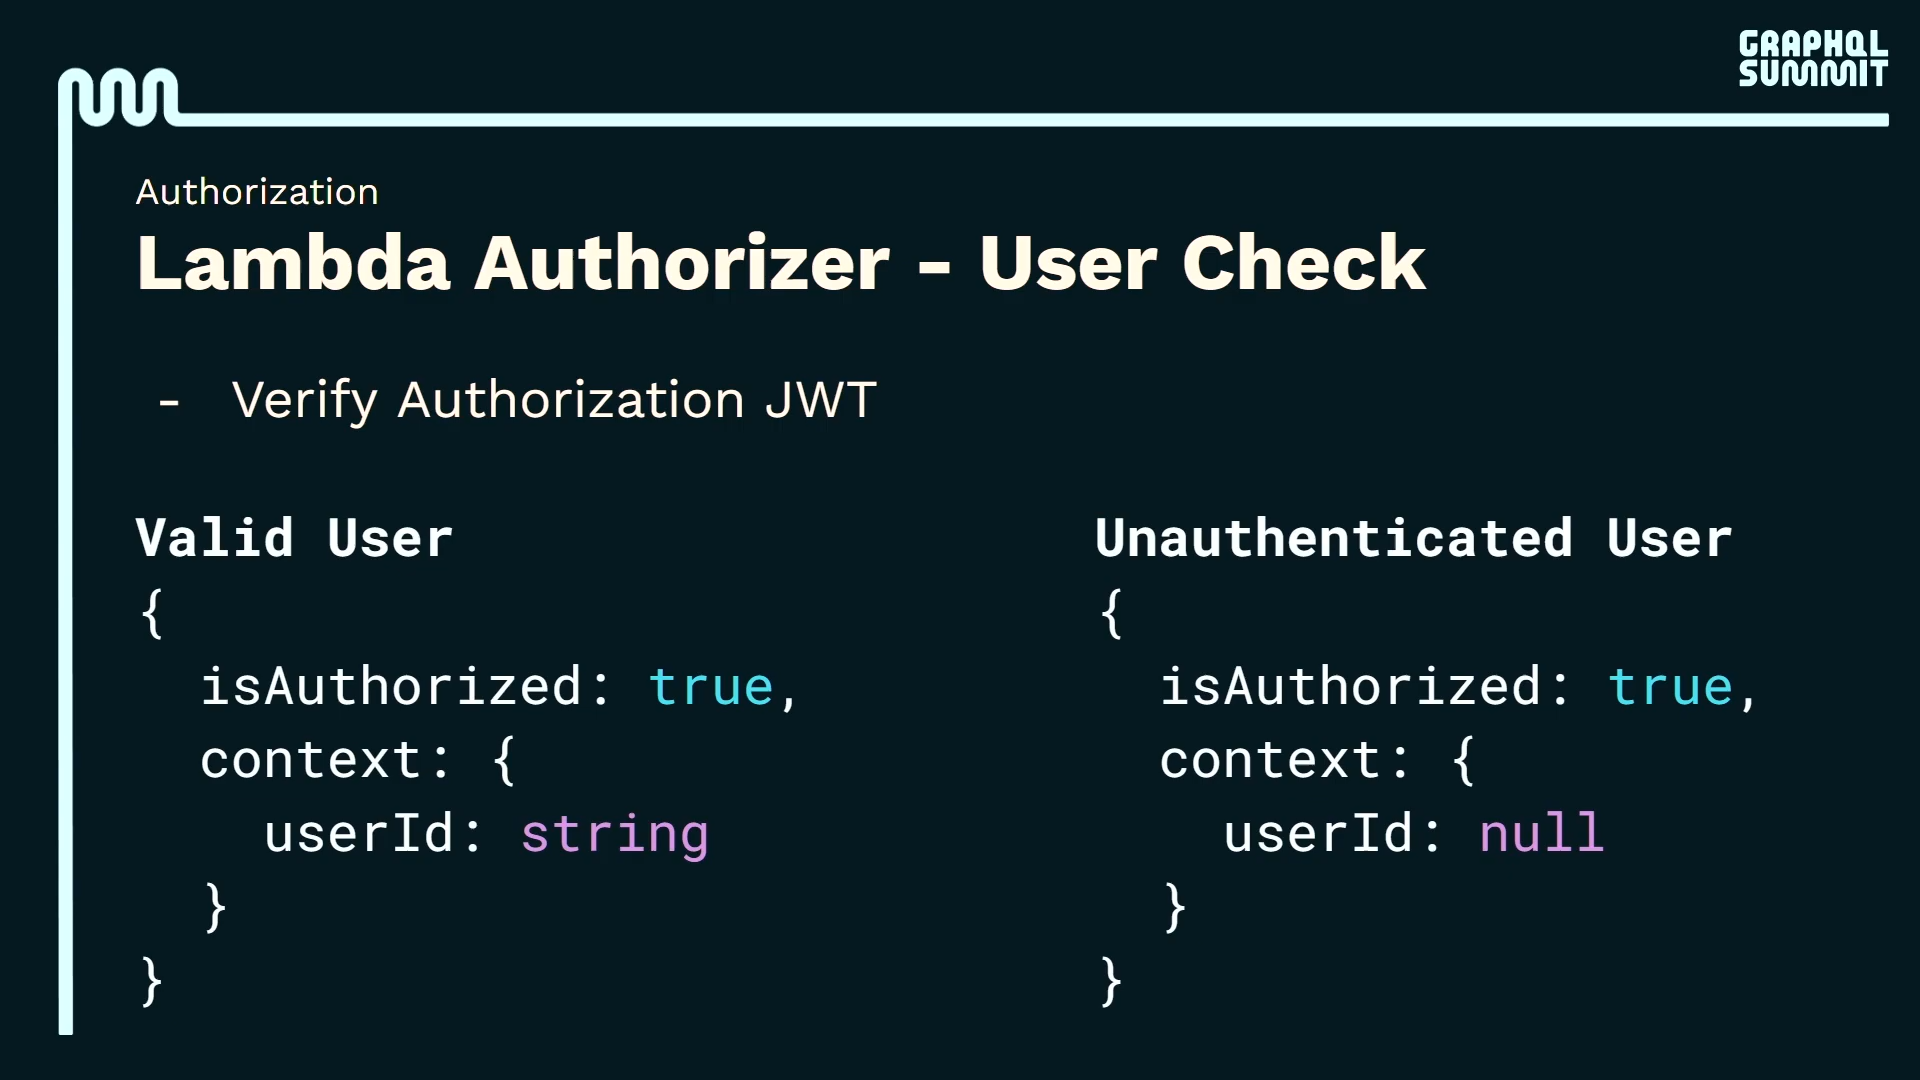 GRAPHQL
SUMMIT
Authorization
Lambda Authorizer - User Check
- Verify Authorization JWT
Valid User
{
  isAuthorized: true,
  context: {
    userId: string
  }
}
Unauthenticated User
{
  isAuthorized: true,
  context: {
    userId: null
  }
}